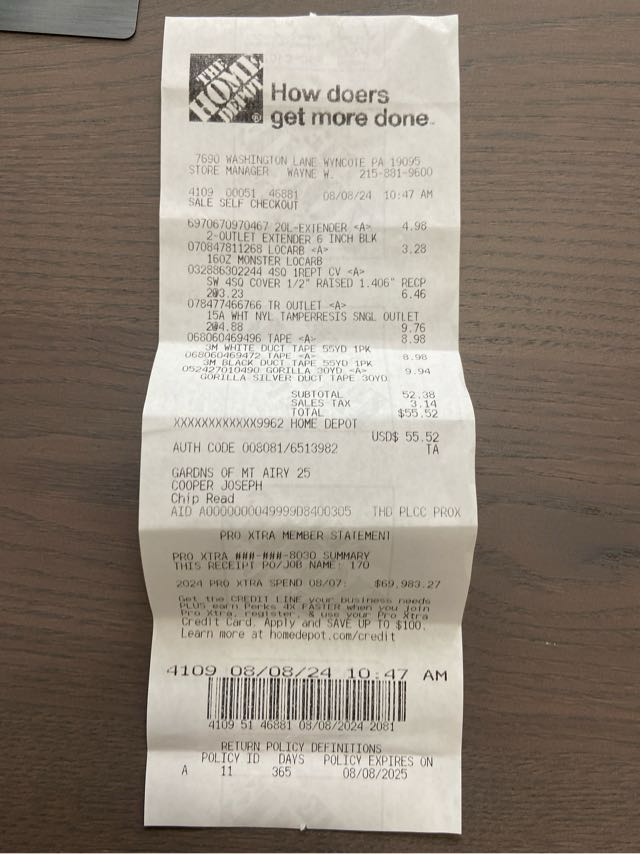 THE
HOME
DEPOT
How doers
get more done.
7690 WASHINGTON LANE WYNCOTE PA 19095
STORE MANAGER WAYNE W. 215-881-9600
4109 00051 46881 08/08/24 10:47 AM
SALE SELF CHECKOUT
6970670970467 20L-EXTENDER <A> 4.98
2-OUTLET EXTENDER 6 INCH BLK
070847811268 LOCARB <A> 3.28
16OZ MONSTER LOCARB
032886302244 4SQ 1REPT CV <A>
SW 4SQ COVER 1/2" RAISED 1.406" RECP
2@3.23 6.46
078477466766 TR OUTLET <A>
15A WHT NYL TAMPERRESIS SNGL OUTLET
2@4.88 9.76
068060469496 TAPE <A> 8.98
3M WHITE DUCT TAPE 55YD 1PK
068060469472 TAPE <A> 8.98
3M BLACK DUCT TAPE 55YD 1PK
052427010490 GORILLA 30YD <A> 9.94
GORILLA SILVER DUCT TAPE 30YD
SUBTOTAL 52.38
SALES TAX 3.14
TOTAL $55.52
XXXXXXXXXXXX9962 HOME DEPOT
USD$ 55.52
AUTH CODE 008081/6513982 TA
GARDNS OF MT AIRY 25
COOPER JOSEPH
Chip Read
AID A0000000049999D8400305 THD PLCC PROX
PRO XTRA MEMBER STATEMENT
PRO XTRA ###-###-8030 SUMMARY
THIS RECEIPT PO/JOB NAME: 170
2024 PRO XTRA SPEND 08/07: $69,983.27
Get the CREDIT LINE your business needs
PLUS earn Perks 4X FASTER when you join
Pro Xtra, register, & use your Pro Xtra
Credit Card. Apply and SAVE UP TO $100.
Learn more at homedepot.com/credit
4109 08/08/24 10:47 AM
4109 51 46881 08/08/2024 2081
RETURN POLICY DEFINITIONS
POLICY ID DAYS POLICY EXPIRES ON
A 11 365 08/08/2025